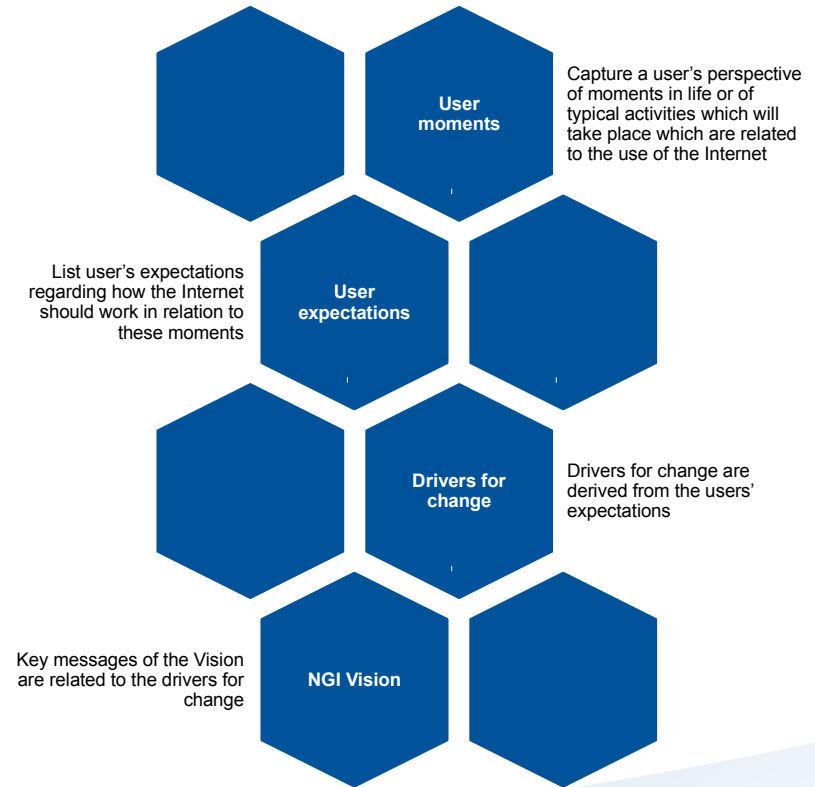 User
moments
Capture a user’s perspective
of moments in life or of
typical activities which will
take place which are related
to the use of the Internet
List user’s expectations
regarding how the Internet
should work in relation to
these moments
User
expectations
Drivers for
change
Drivers for change are
derived from the users’
expectations
Key messages of the Vision
are related to the drivers for
change
NGI Vision